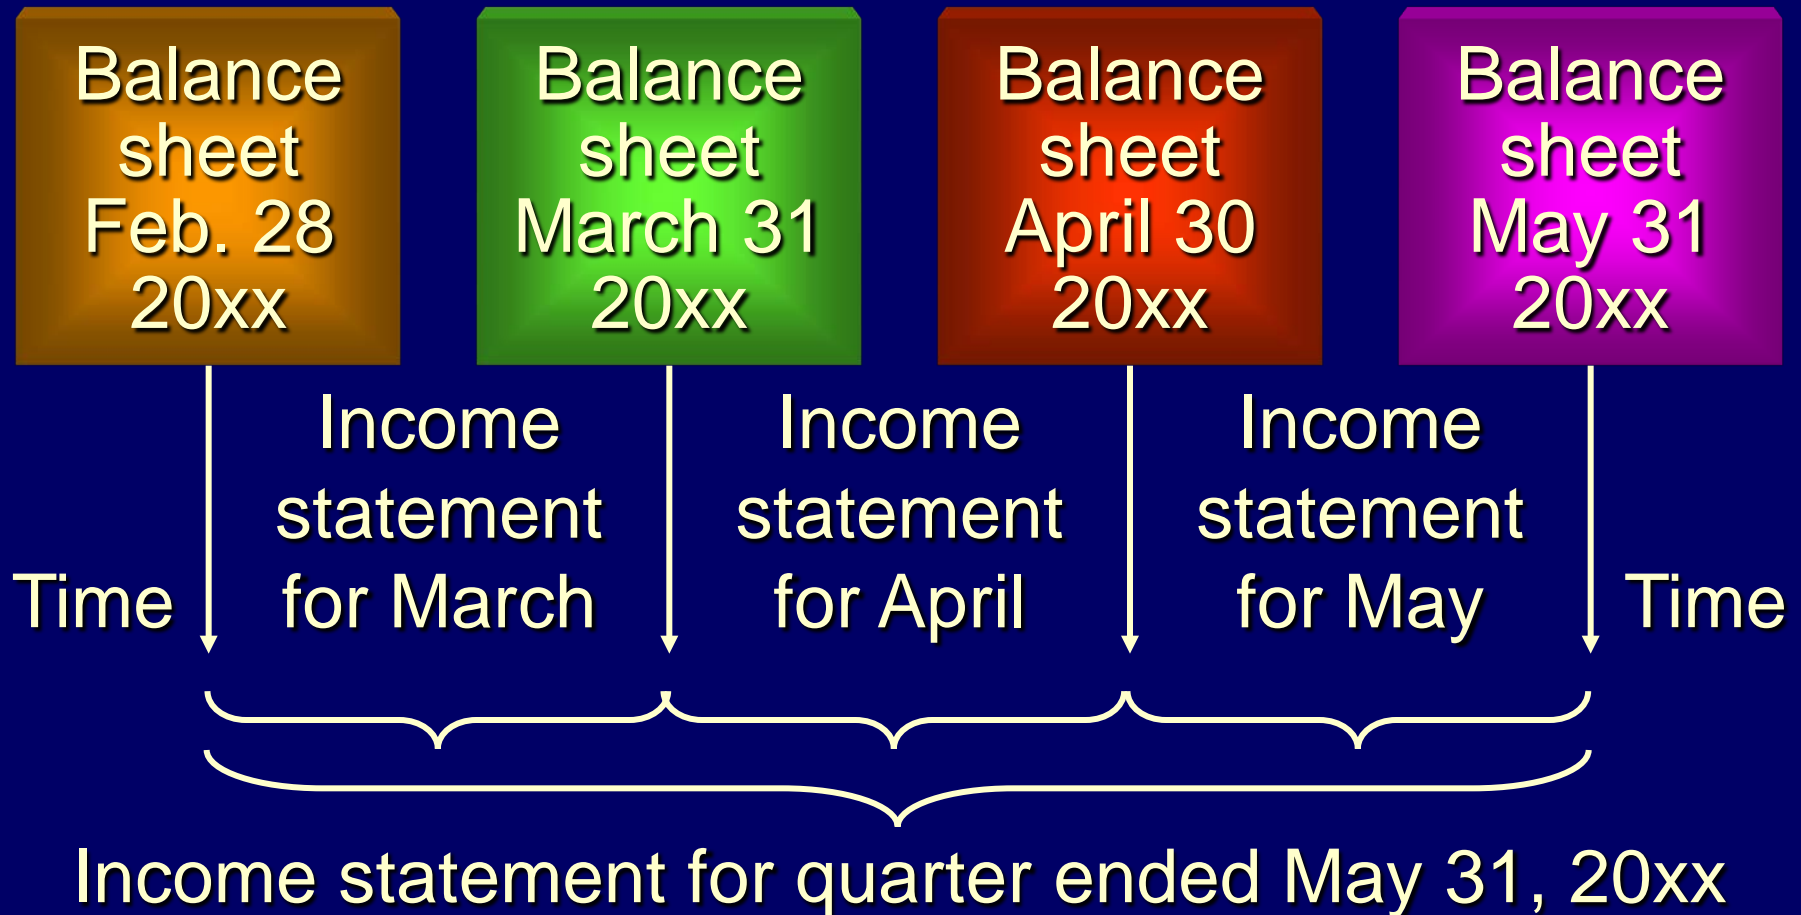 Balance
sheet
Feb. 28
20xx
Balance
sheet
March 31
20xx
Balance
sheet
April 30
20xx
Balance
sheet
May 31
20xx
Time
Income
statement
for March
Income
statement
for April
Income
statement
for May
Time
Income statement for quarter ended May 31, 20xx